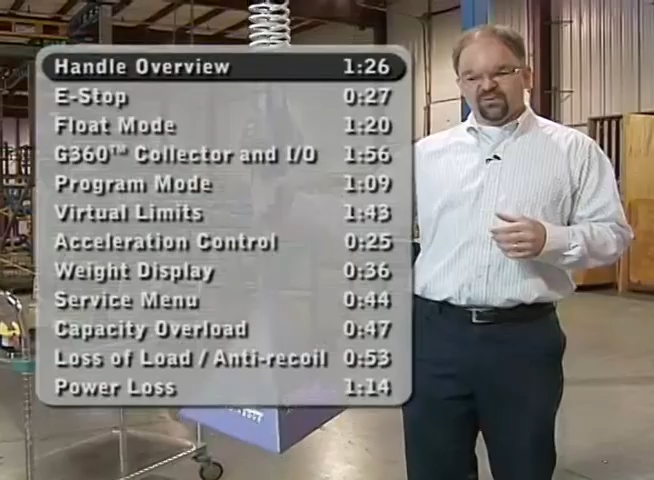 Handle Overview 1:26
E-Stop 0:27
Float Mode 1:20
G360™ Collector and I/O 1:56
Program Mode 1:09
Virtual Limits 1:43
Acceleration Control 0:25
Weight Display 0:36
Service Menu 0:44
Capacity Overload 0:47
Loss of Load / Anti-recoil 0:53
Power Loss 1:14